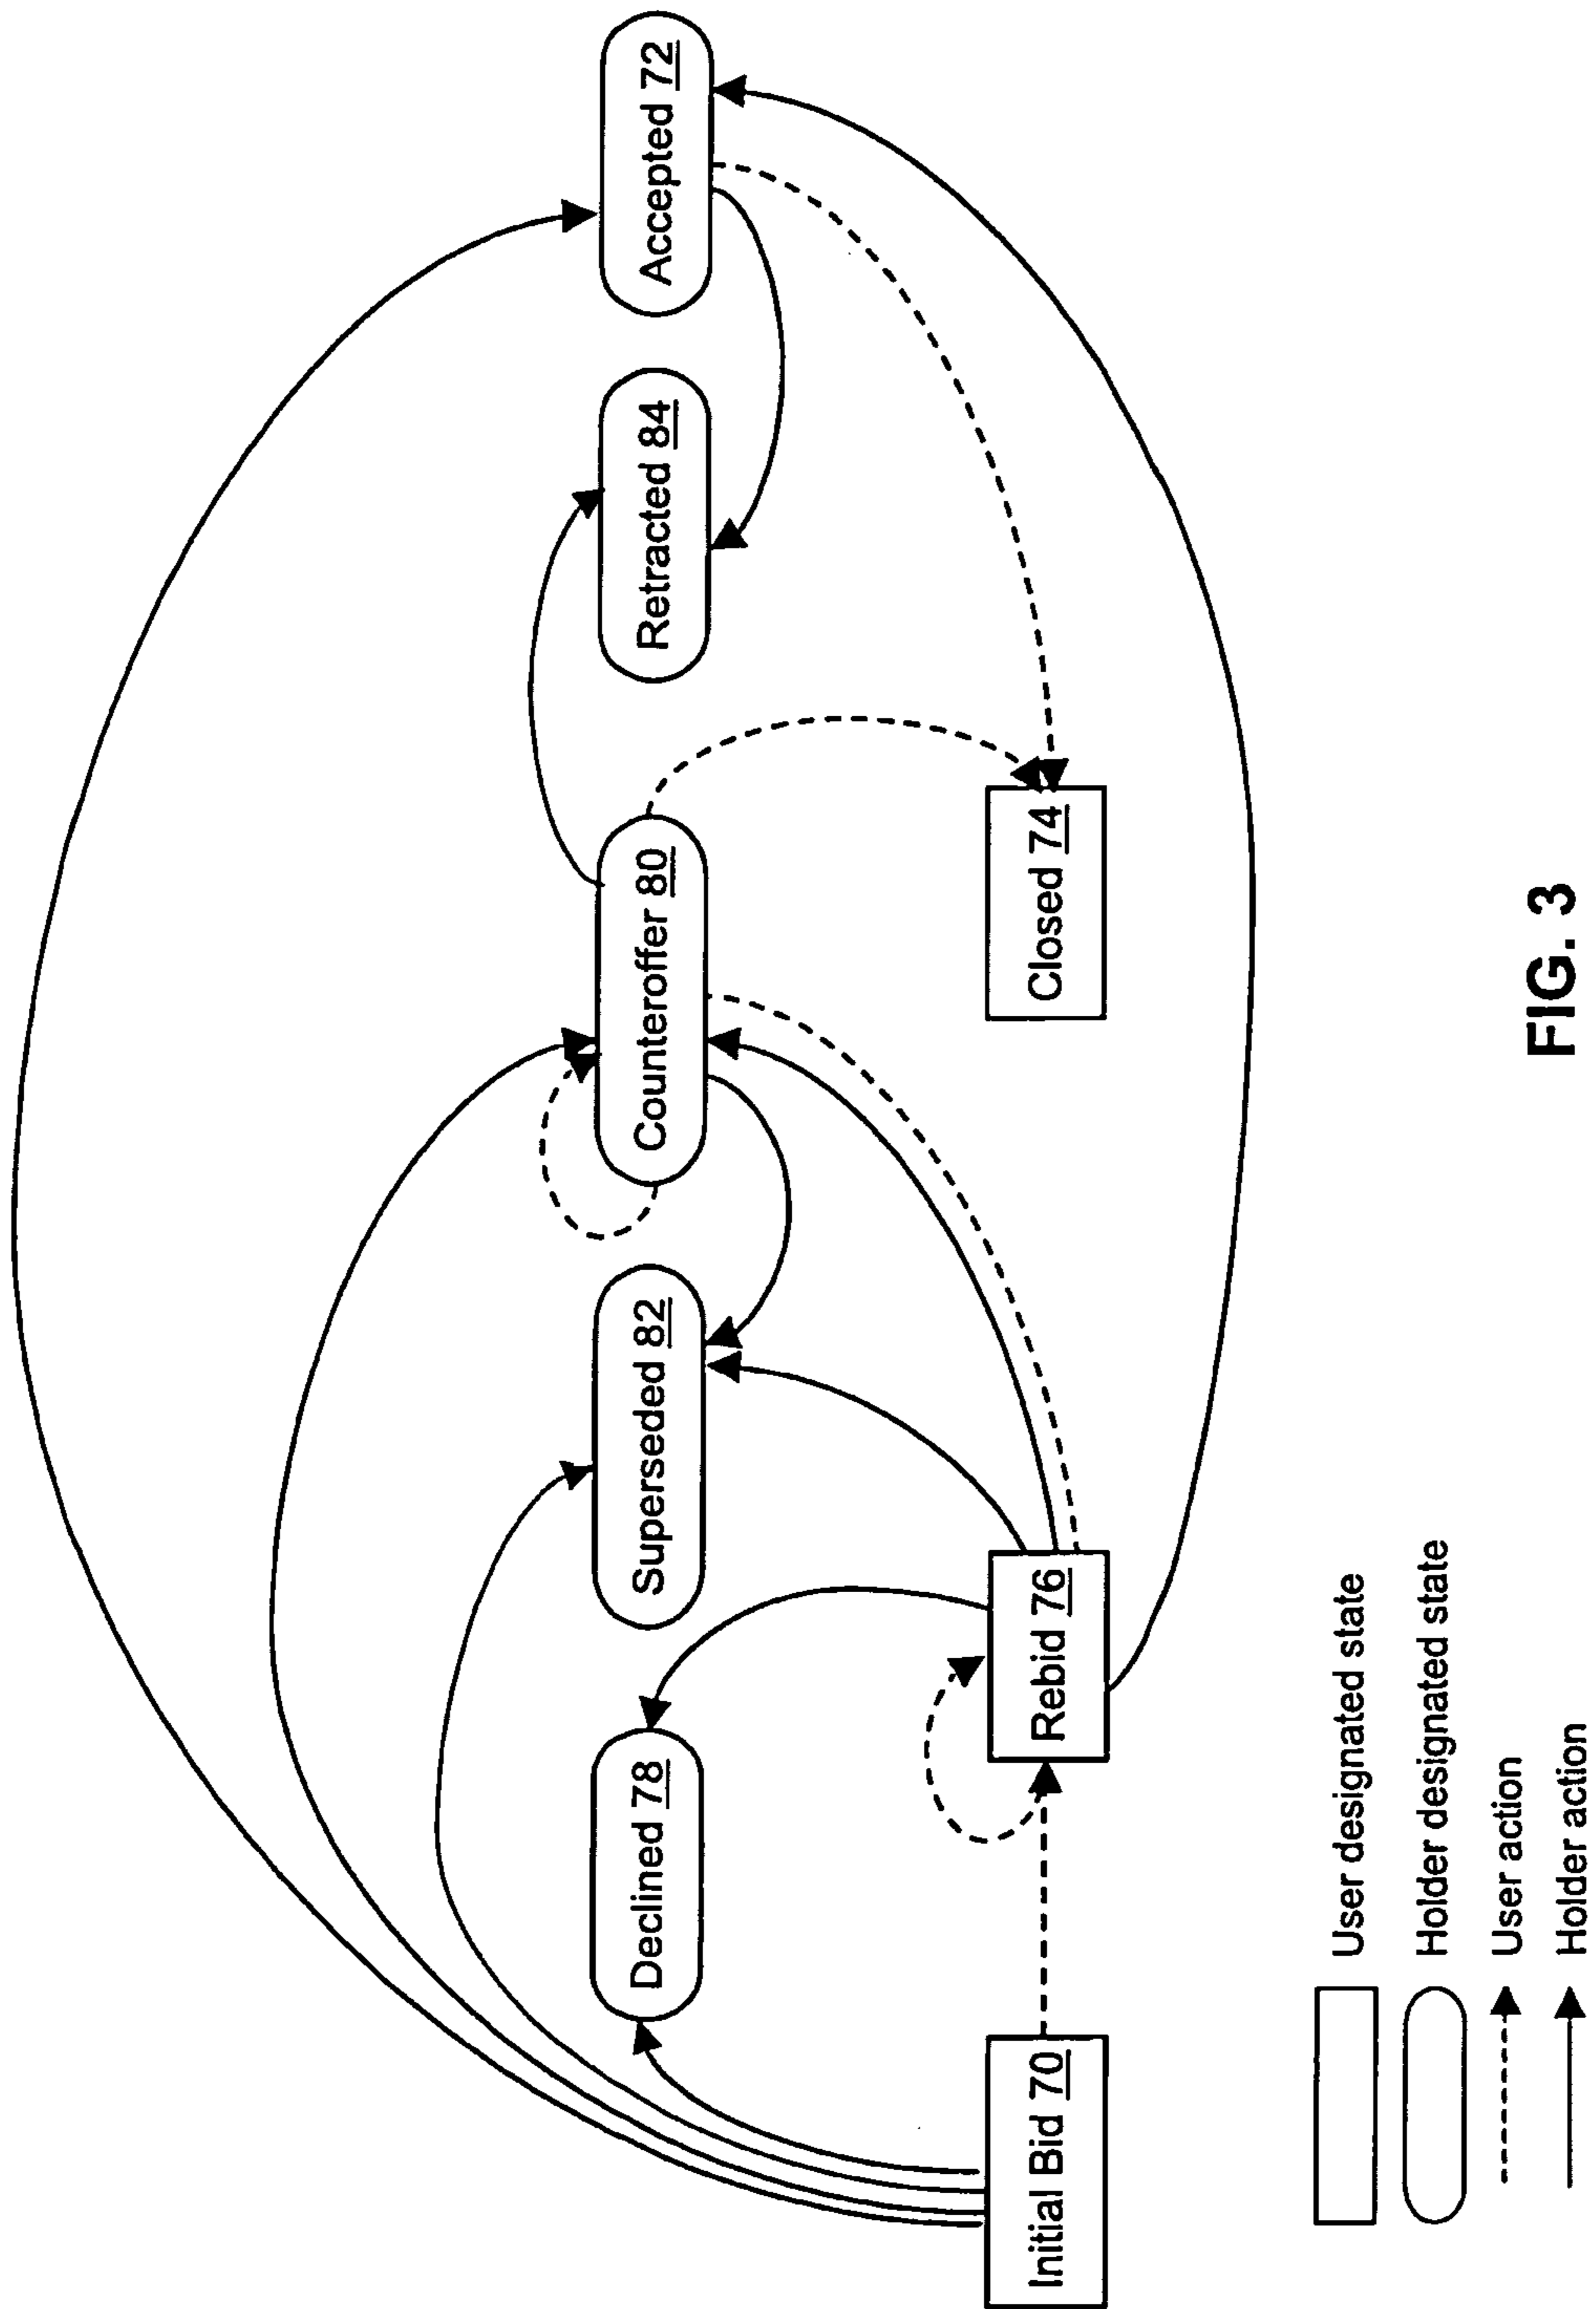 Accepted 72
Retracted 84
Counteroffer 80
Superseded 82
Declined 78
Closed 74
Rebid 76
Initial Bid 70
User designated state
Holder designated state
User action
Holder action
FIG. 3